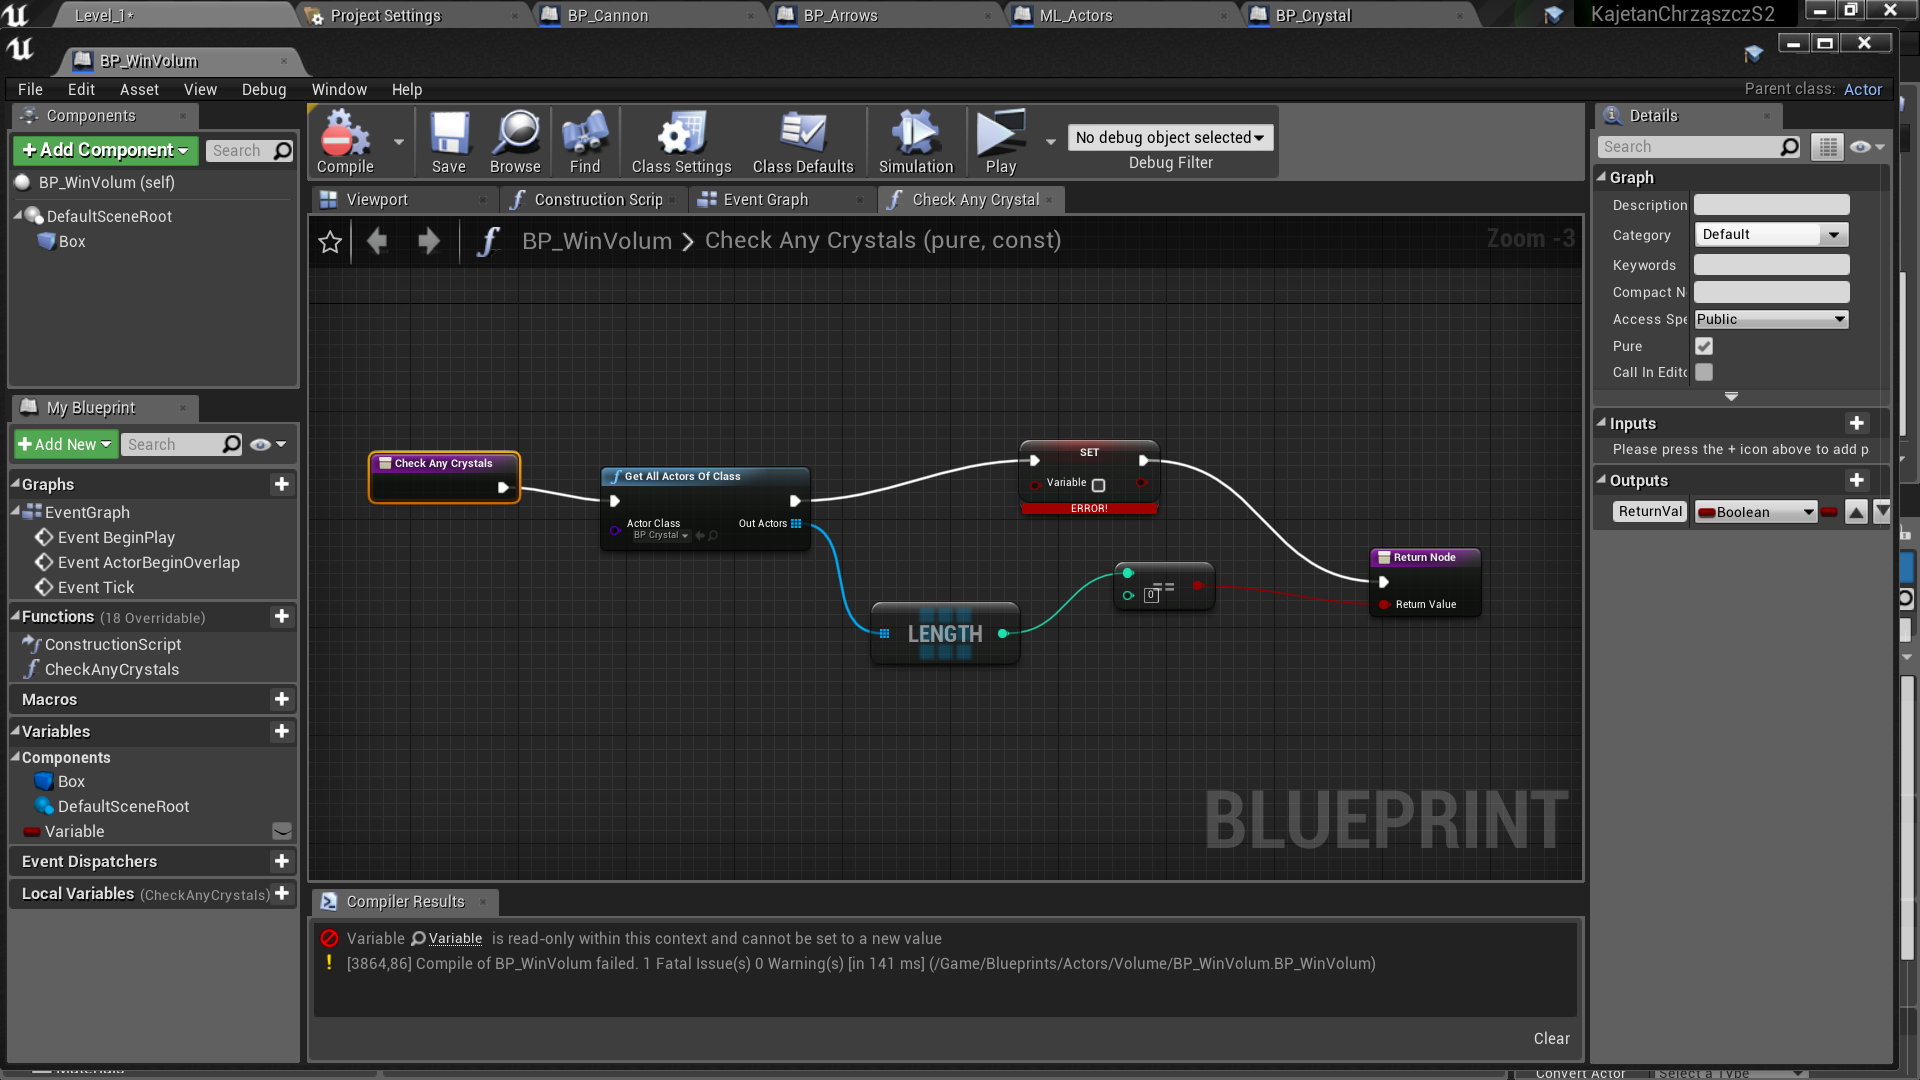 Level_1*
Project Settings
BP_Cannon
BP_Arrows
ML_Actors
BP_Crystal
KajetanChrząszczS2
BP_WinVolum
File
Edit
Asset
View
Debug
Window
Help
Parent class: Actor
Components
Add Component
Search
BP_WinVolum (self)
DefaultSceneRoot
Box
Compile
Save
Browse
Find
Class Settings
Class Defaults
Simulation
Play
No debug object selected
Debug Filter
Viewport
Construction Scrip
Event Graph
Check Any Crystal
BP_WinVolum > Check Any Crystals (pure, const)
Zoom -3
My Blueprint
Add New
Search
Graphs
EventGraph
Event BeginPlay
Event ActorBeginOverlap
Event Tick
Functions (18 Overridable)
ConstructionScript
CheckAnyCrystals
Macros
Variables
Components
Box
DefaultSceneRoot
Variable
Event Dispatchers
Local Variables (CheckAnyCrystals)
Check Any Crystals
Get All Actors Of Class
Actor Class
BP Crystal
Out Actors
SET
Variable
ERROR!
LENGTH
0
==
Return Node
Return Value
BLUEPRINT
Compiler Results
Variable Variable is read-only within this context and cannot be set to a new value
[3864,86] Compile of BP_WinVolum failed. 1 Fatal Issue(s) 0 Warning(s) [in 141 ms] (/Game/Blueprints/Actors/Volume/BP_WinVolum.BP_WinVolum)
Clear
Details
Search
Graph
Description
Category
Default
Keywords
Compact N
Access Spe
Public
Pure
Call In Edito
Inputs
Please press the + icon above to add p
Outputs
ReturnVal
Boolean
Convert Actor
Select a Type